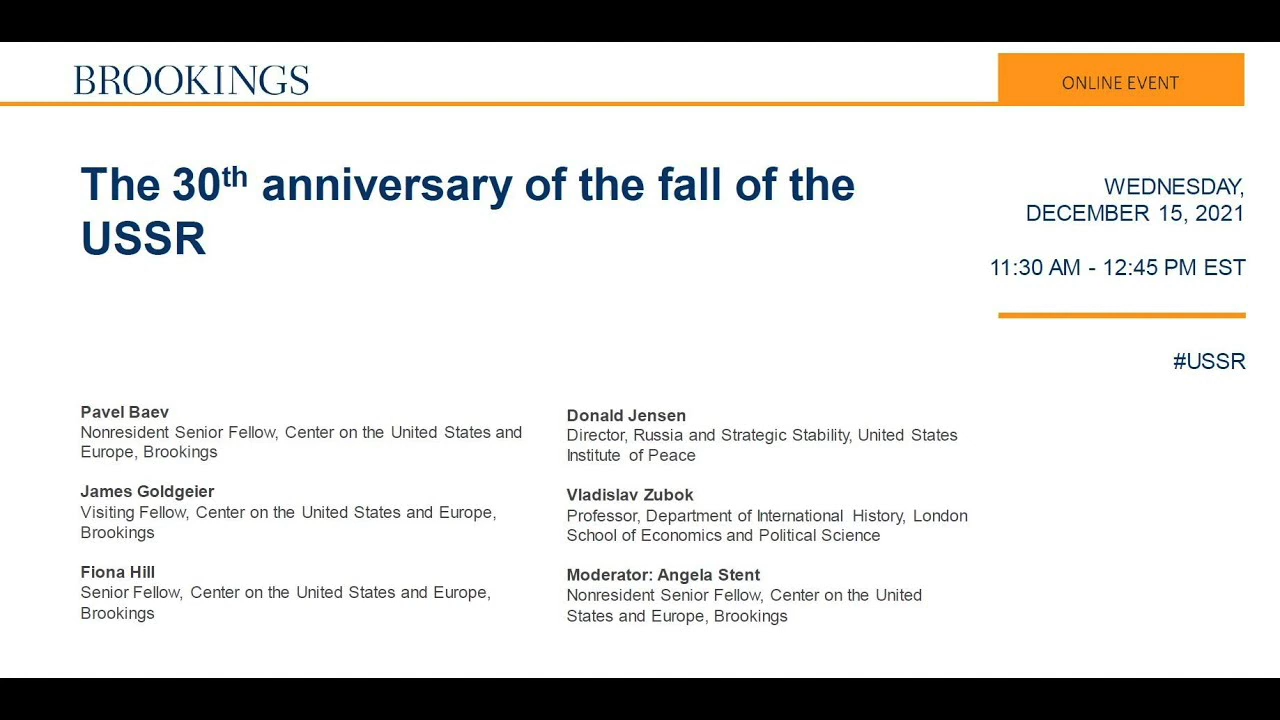 BROOKINGS
ONLINE EVENT
The 30th anniversary of the fall of the
USSR
WEDNESDAY,
DECEMBER 15, 2021
11:30 AM - 12:45 PM EST
#USSR
Pavel Baev
Nonresident Senior Fellow, Center on the United States and
Europe, Brookings
James Goldgeier
Visiting Fellow, Center on the United States and Europe,
Brookings
Fiona Hill
Senior Fellow, Center on the United States and Europe,
Brookings
Donald Jensen
Director, Russia and Strategic Stability, United States
Institute of Peace
Vladislav Zubok
Professor, Department of International History, London
School of Economics and Political Science
Moderator: Angela Stent
Nonresident Senior Fellow, Center on the United
States and Europe, Brookings